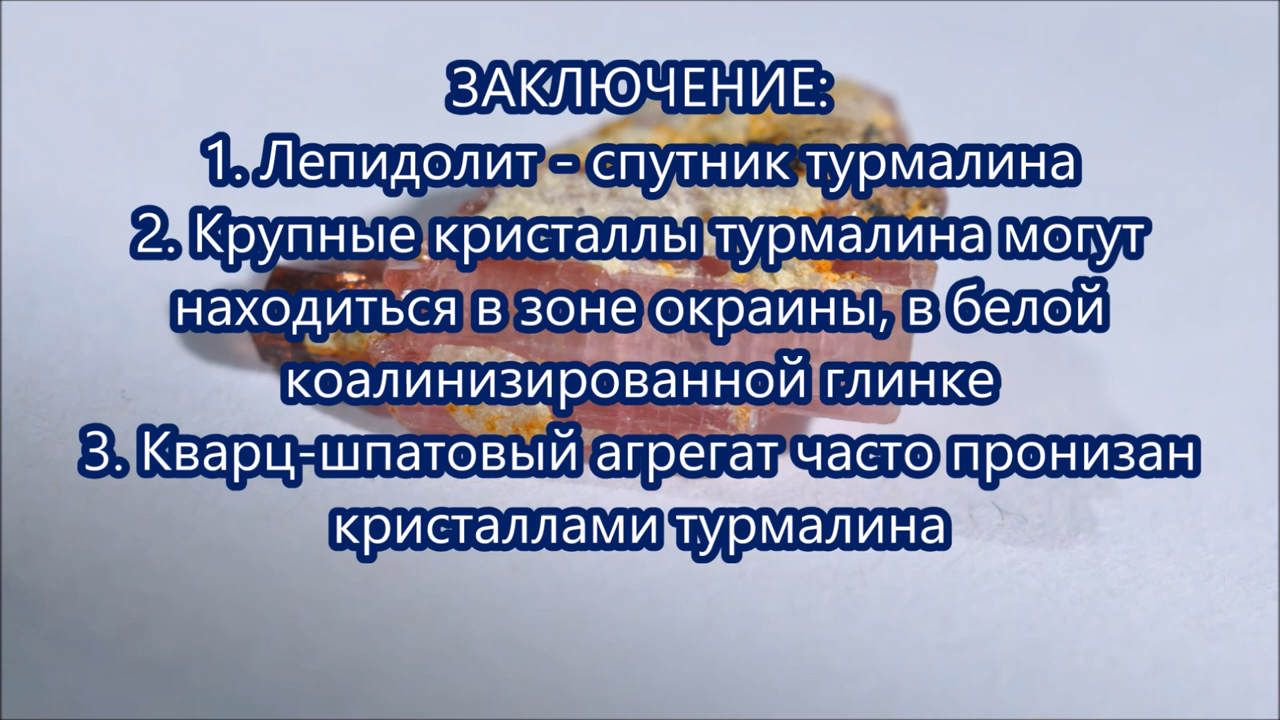 ЗАКЛЮЧЕНИЕ:
1. Лепидолит - спутник турмалина
2. Крупные кристаллы турмалина могут
находиться в зоне окраины, в белой
коалинизированной глинке
3. Кварц-шпатовый агрегат часто пронизан
кристаллами турмалина